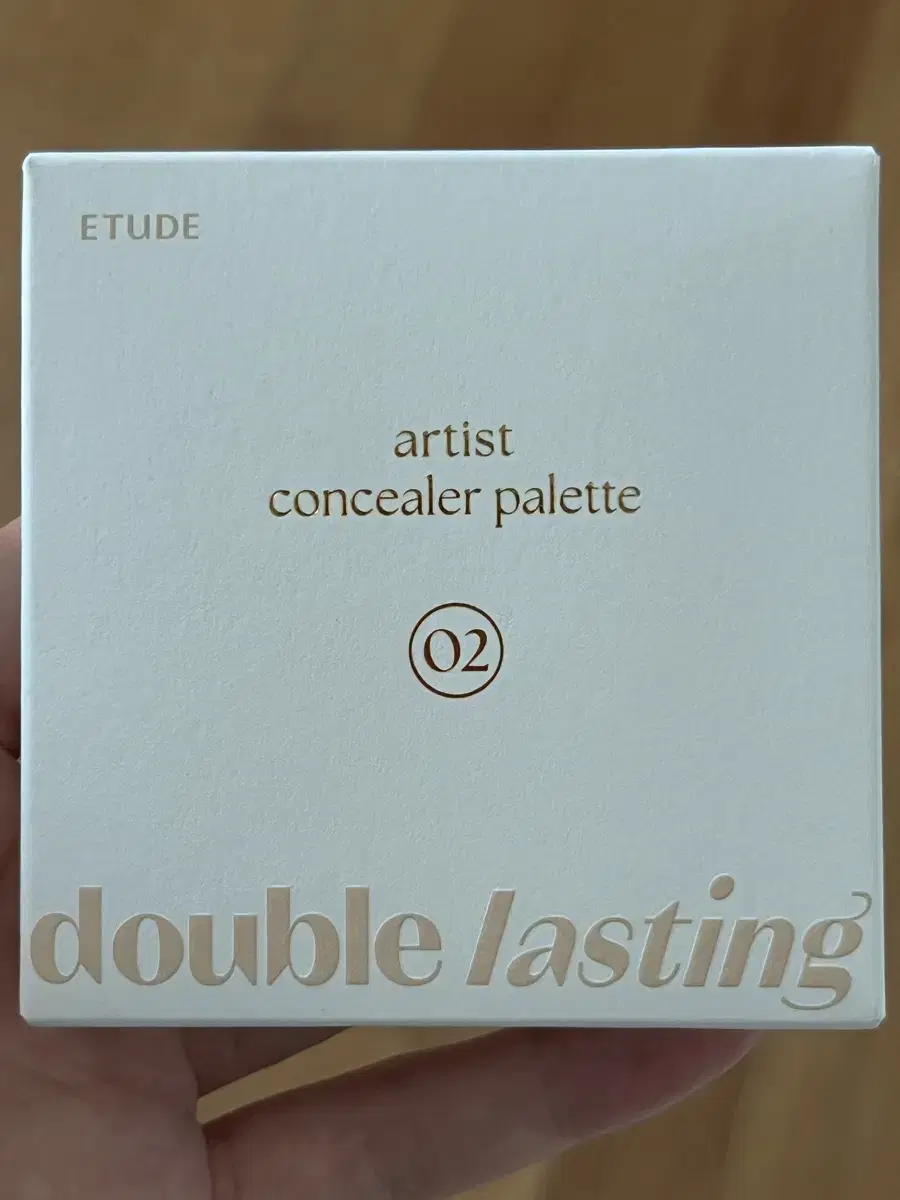 ETUDE
artist
concealer palette
02
double lasting